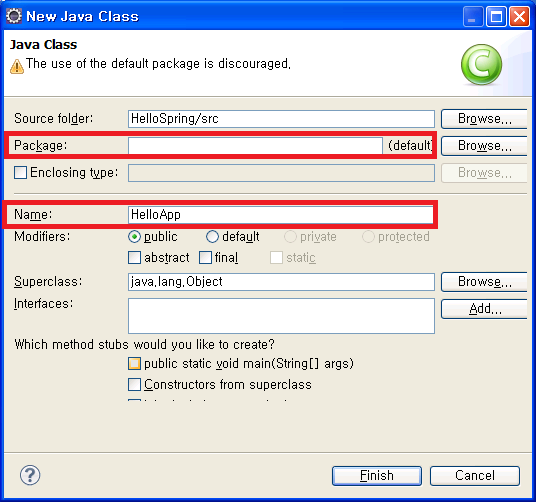 New Java Class
Java Class
The use of the default package is discouraged.
Source folder: HelloSpring/src Browse...
Package: (default) Browse...
Enclosing type: Browse...
Name: HelloApp
Modifiers: public default private protected
abstract final static
Superclass: java.lang.Object Browse...
Interfaces: Add...
Which method stubs would you like to create?
public static void main(String[] args)
Constructors from superclass
Finish Cancel